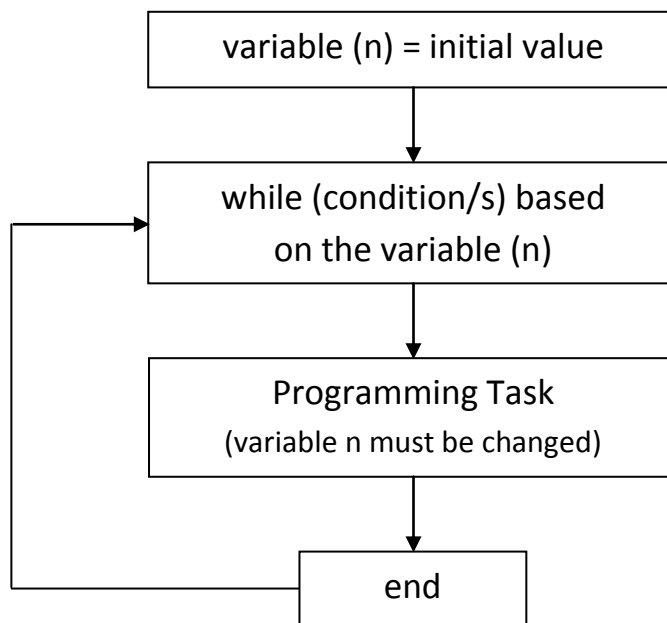 variable (n) = initial value
while (condition/s) based
on the variable (n)
Programming Task
(variable n must be changed)
end